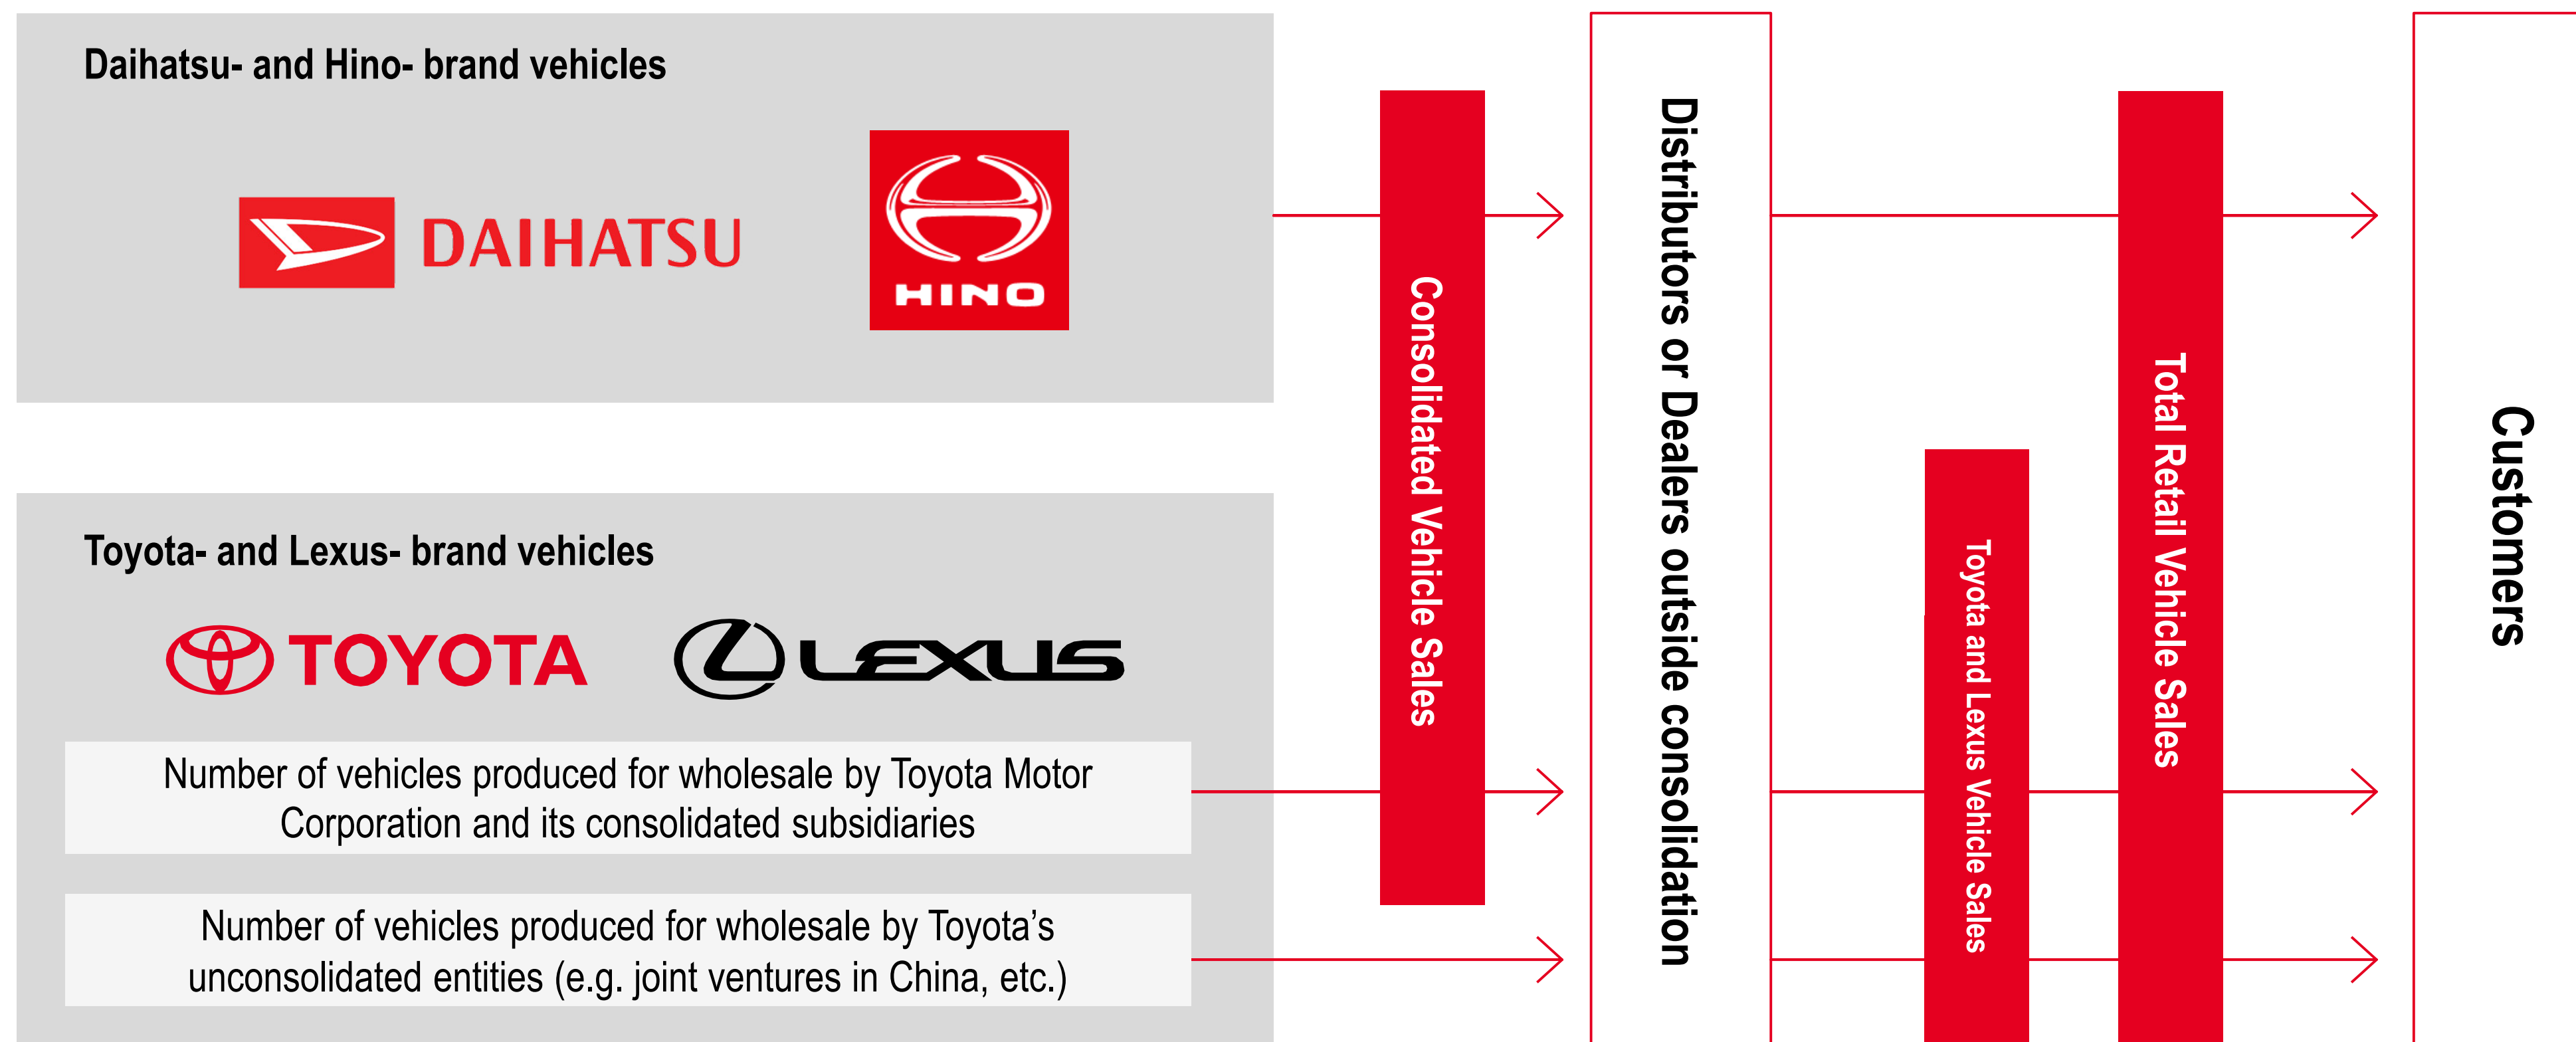 Daihatsu- and Hino- brand vehicles
DAIHATSU
HINO
Toyota- and Lexus- brand vehicles
TOYOTA
LEXUS
Number of vehicles produced for wholesale by Toyota Motor
Corporation and its consolidated subsidiaries
Number of vehicles produced for wholesale by Toyota’s
unconsolidated entities (e.g. joint ventures in China, etc.)
Consolidated Vehicle Sales
Distributors or Dealers outside consolidation
Toyota and Lexus Vehicle Sales
Total Retail Vehicle Sales
Customers